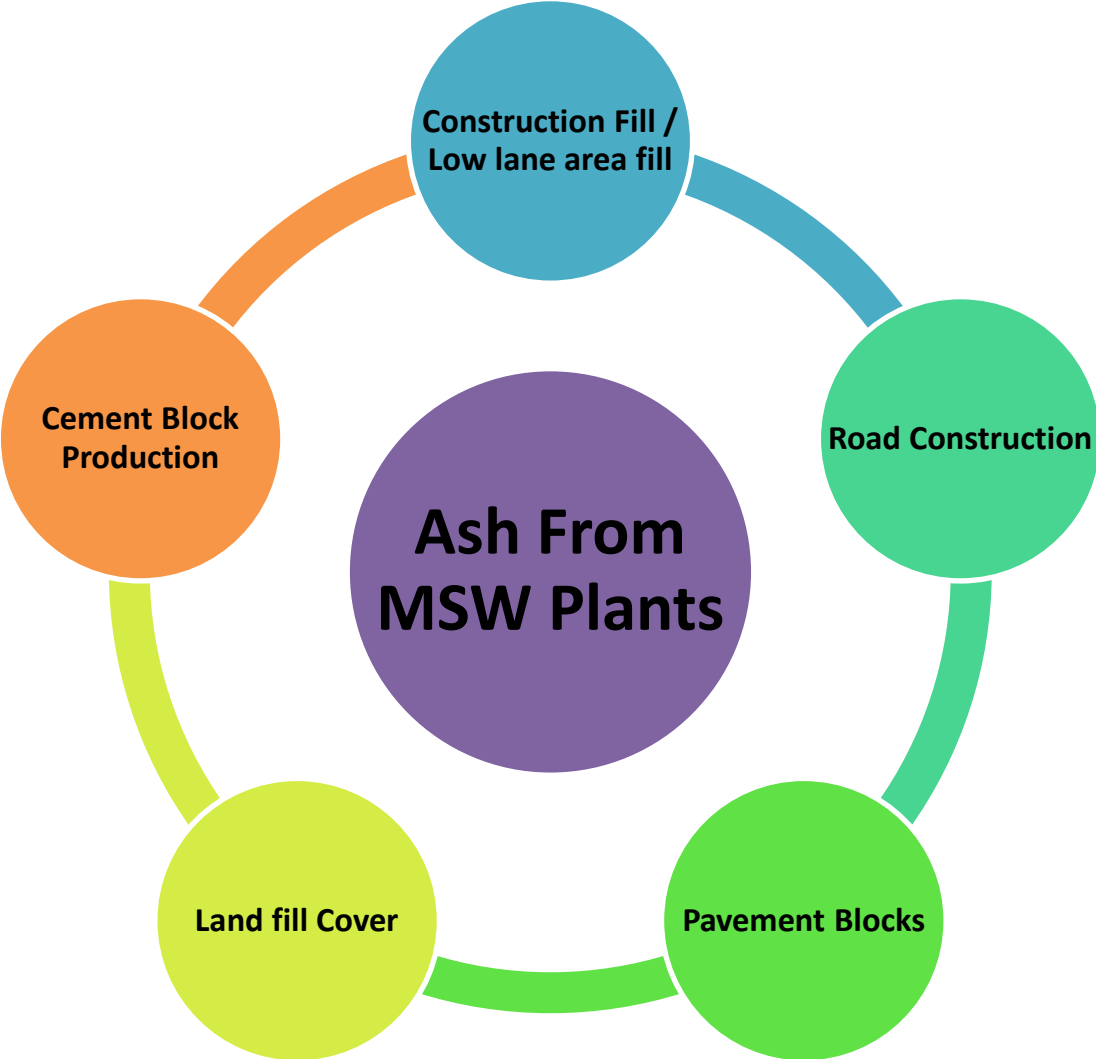 Construction Fill /
Low lane area fill
Road Construction
Pavement Blocks
Land fill Cover
Cement Block
Production
Ash From
MSW Plants